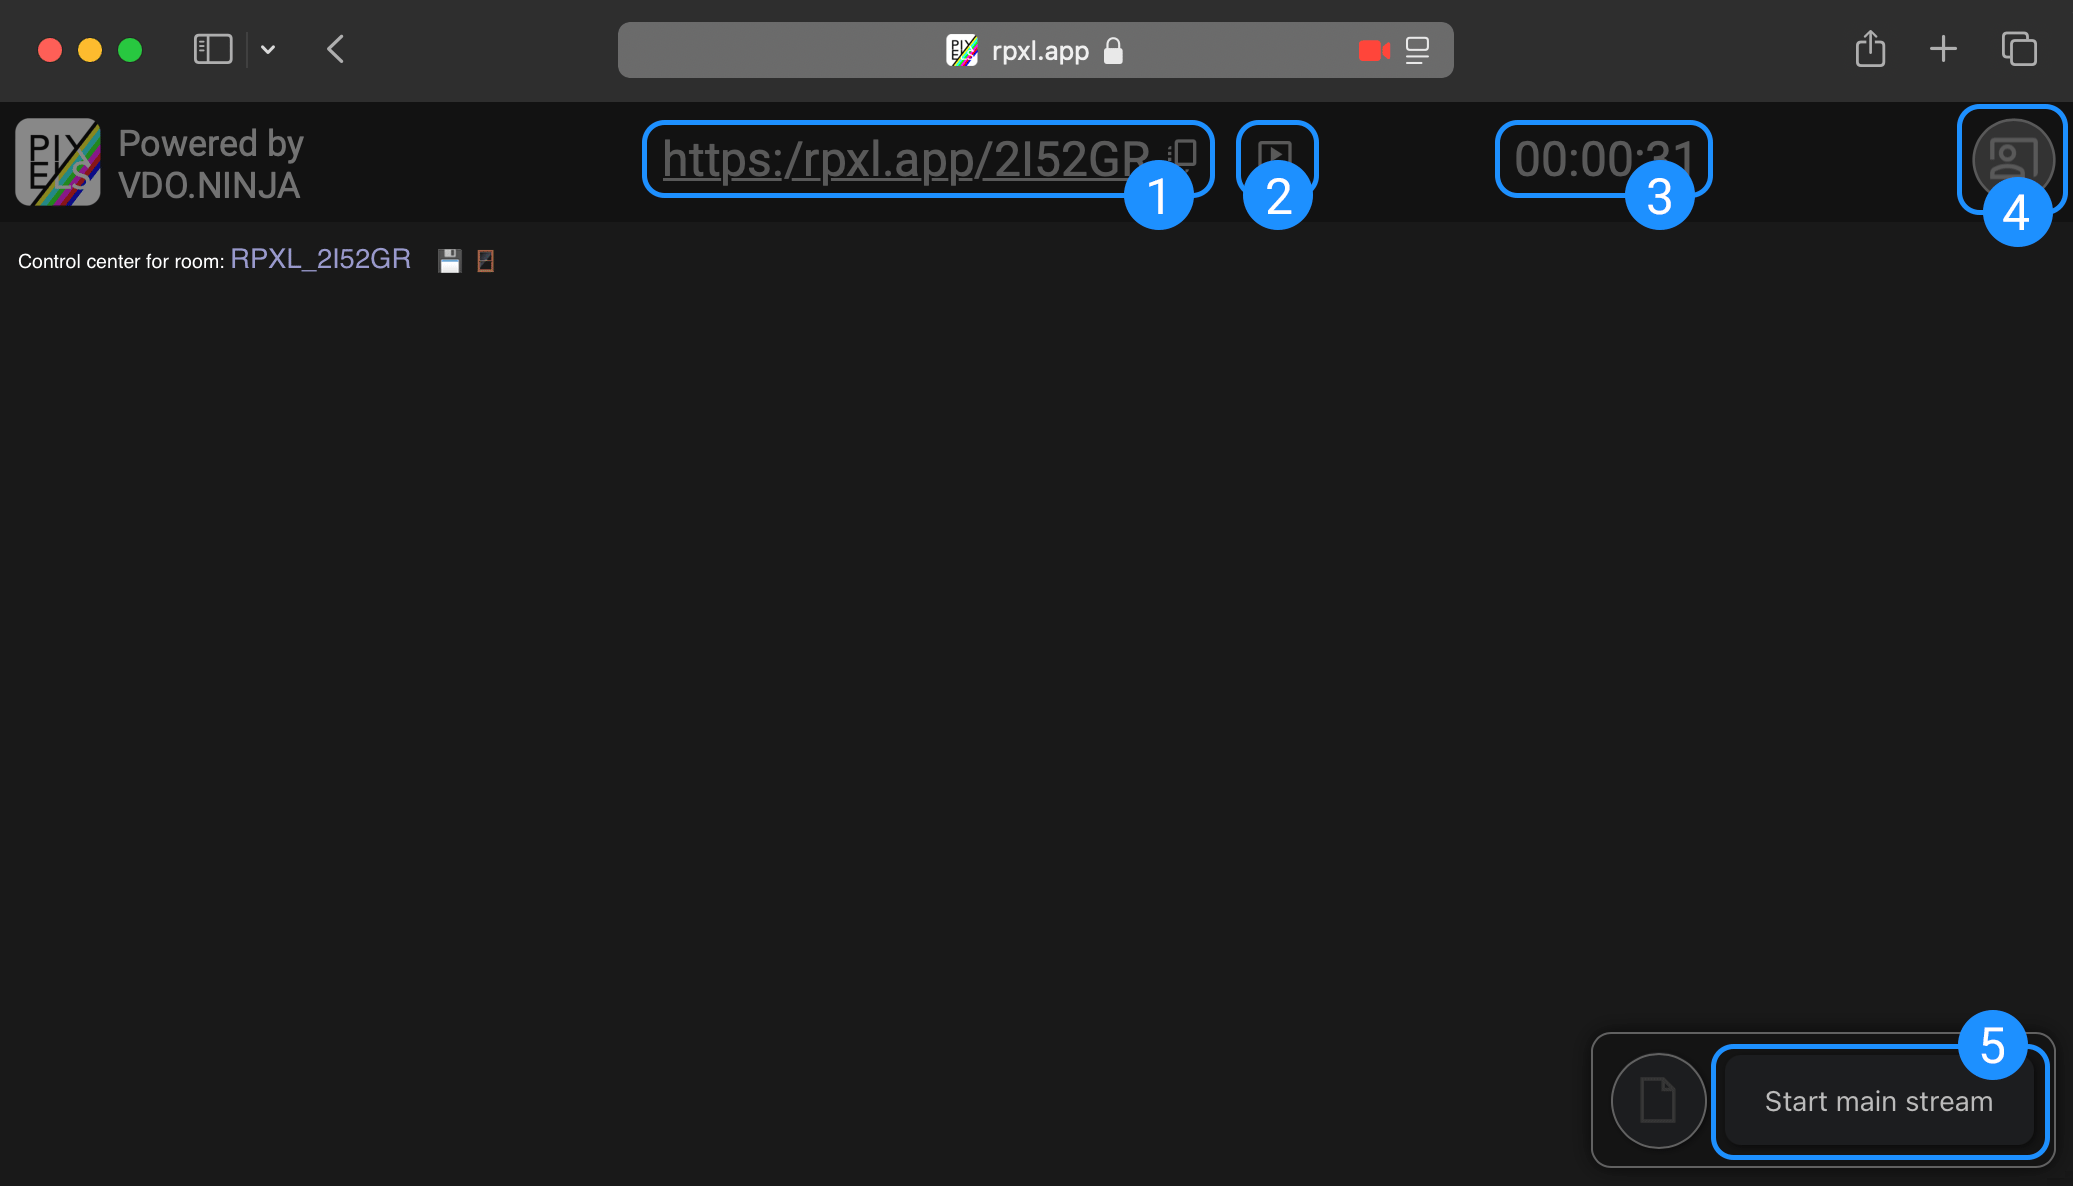 PIXELS rpxl.app
PIX
ELS
Powered by
VDO.NINJA
https:/rpxl.app/2I52GR
1
2
00:00:31
3
4
Control center for room: RPXL_2I52GR
5
Start main stream